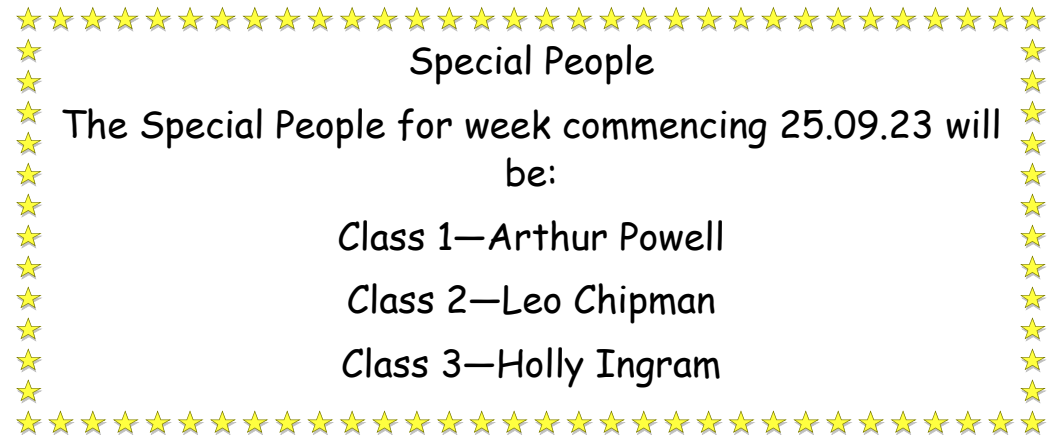 Special People
The Special People for week commencing 25.09.23 will
be:
Class 1—Arthur Powell
Class 2—Leo Chipman
Class 3—Holly Ingram